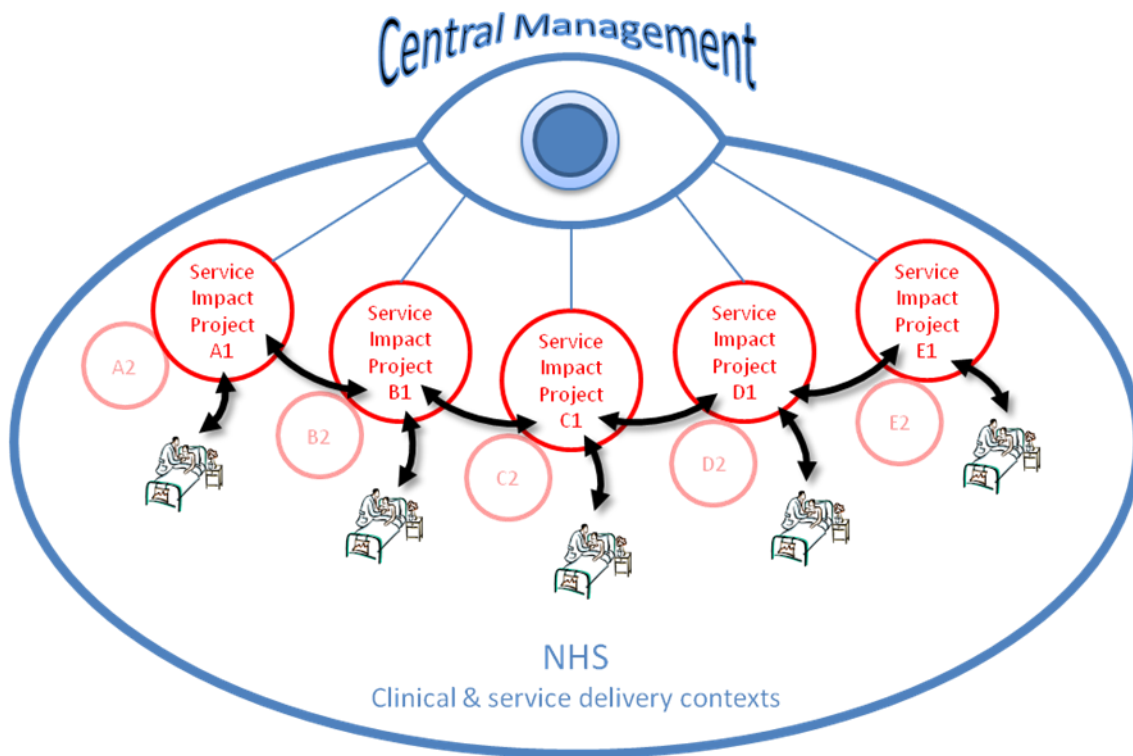 Central Management
Service
Impact
Project
A1
Service
Impact
Project
B1
Service
Impact
Project
C1
Service
Impact
Project
D1
Service
Impact
Project
E1
A2
B2
C2
D2
E2
NHS
Clinical & service delivery contexts